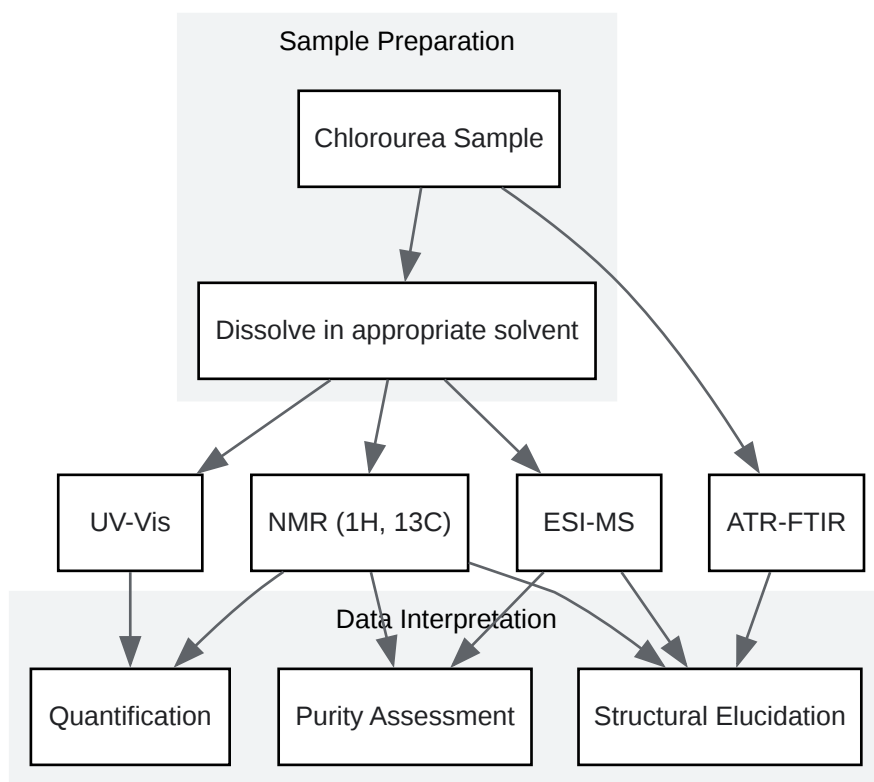 Sample Preparation
Chlorourea Sample
Dissolve in appropriate solvent
UV-Vis
NMR (1H, 13C)
ESI-MS
ATR-FTIR
Data Interpretation
Quantification
Purity Assessment
Structural Elucidation